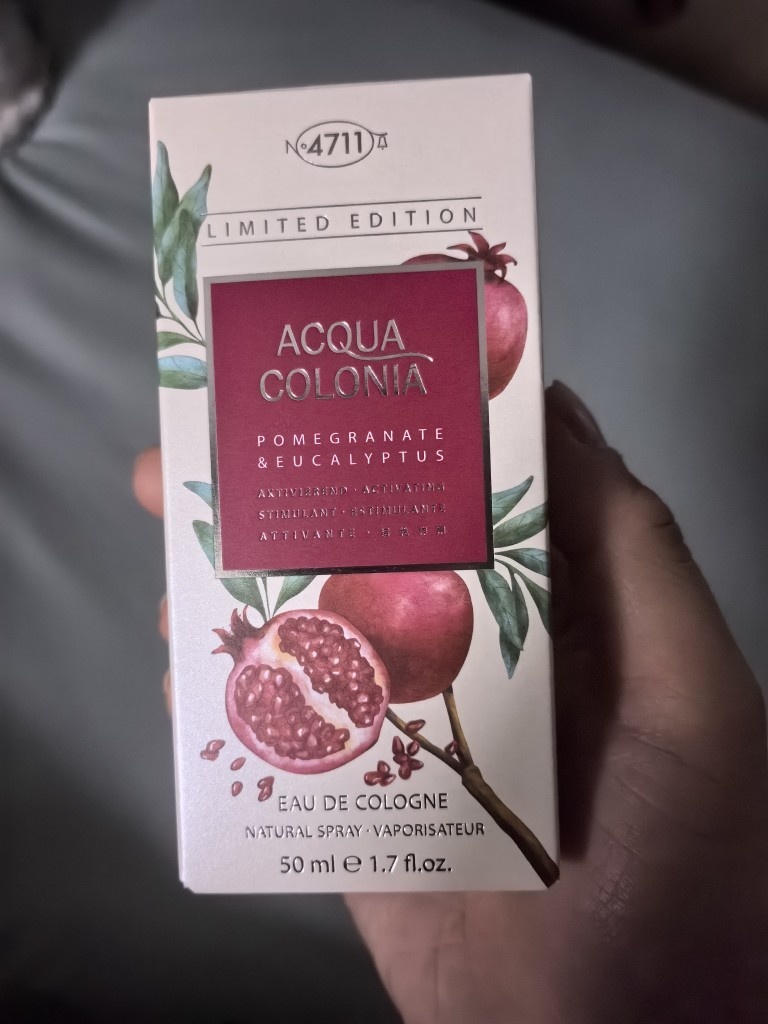 Nº4711
LIMITED EDITION
ACQUA
COLONIA
POMEGRANATE
&EUCALYPTUS
AKTIVIEREND · ACTIVATING
STIMULANT · ESTIMULANTE
ATTIVANTE ·
EAU DE COLOGNE
NATURAL SPRAY · VAPORISATEUR
50 ml ℮ 1.7 fl.oz.